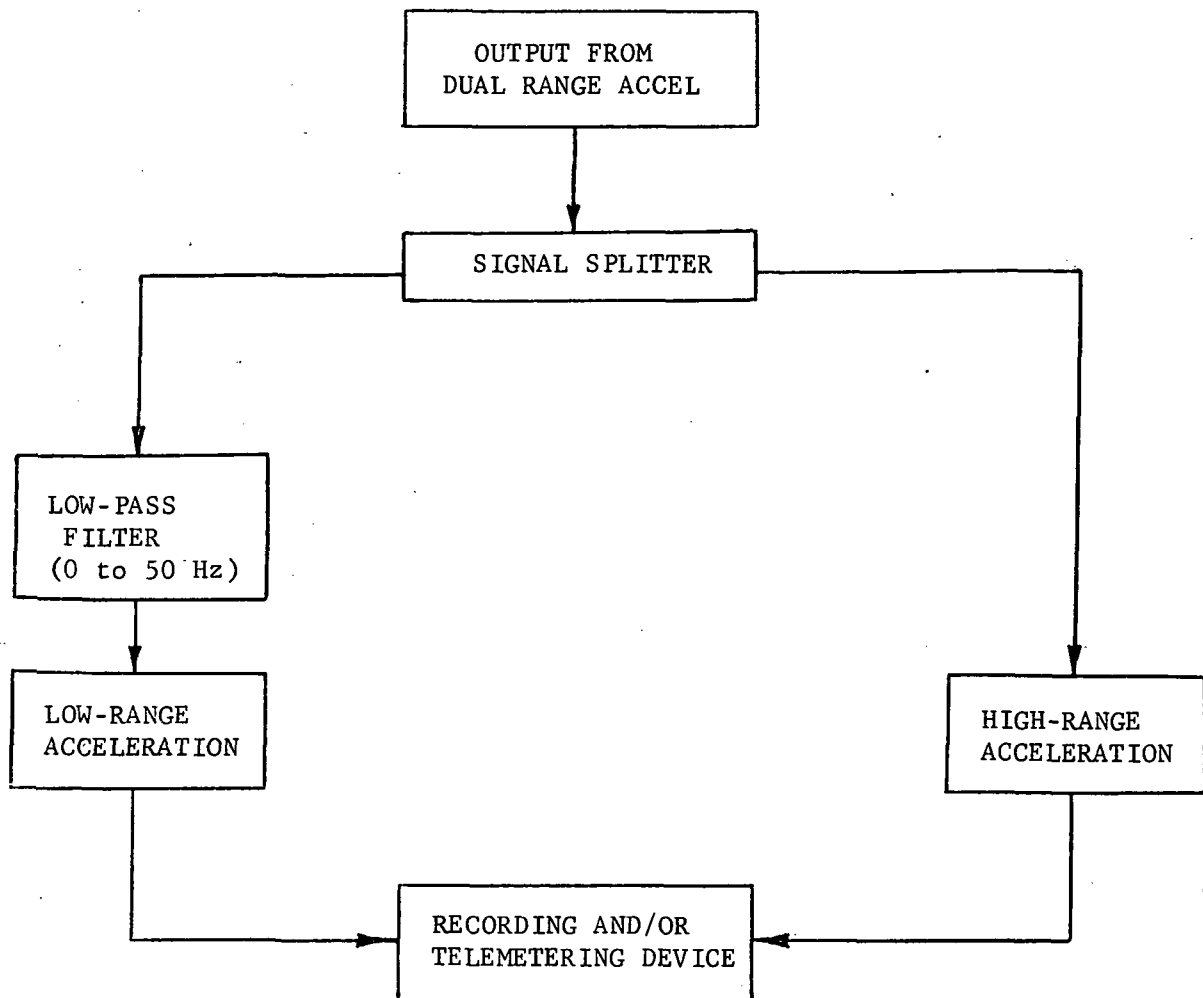 OUTPUT FROM
DUAL RANGE ACCEL
SIGNAL SPLITTER
LOW-PASS
FILTER
(0 to 50 Hz)
LOW-RANGE
ACCELERATION
HIGH-RANGE
ACCELERATION
RECORDING AND/OR
TELEMETERING DEVICE